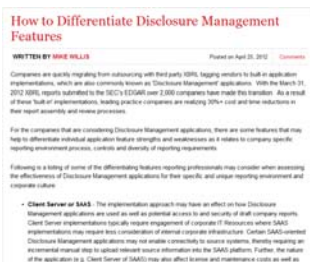 How to Differentiate Disclosure Management
Features
WRITTEN BY MIKE WILLIS Posted on April 20, 2012 Comments
Companies are quickly migrating from outsourcing with third party XBRL tagging vendors to built-in application
implementations, which are also commonly known as "Disclosure Management" applications. With the March 31,
2012 XBRL reports submitted to the SEC's EDGAR over 2,000 companies have made this transition. As a result
of these "built-in" implementations, leading practice companies are realizing 30%+ cost and time reductions in
their report assembly and review processes.
For the companies that are considering Disclosure Management applications, there are some features that may
help to differentiate individual application feature strengths and weaknesses as it relates to company specific
reporting environment process, controls and diversity of reporting requirements.
Following is a listing of some of the differentiating features reporting professionals may consider when assessing
the effectiveness of Disclosure Management applications for their specific and unique reporting environment and
corporate culture:
• Client Server or SAAS - The implementation approach may have an effect on how Disclosure
Management applications are used as well as potential access to and security of draft company reports.
Client Server implementations typically require engagement of corporate IT Resources where SAAS
implementations may require less consideration of internal corporate infrastructure. Certain SAAS-oriented
Disclosure Management applications may not enable connectivity to source systems, thereby requiring an
incremental manual step to upload relevant source information into the SAAS platform. Further, the nature
of the application (e.g. Client Server of SAAS) may also affect license and maintenance costs as well as